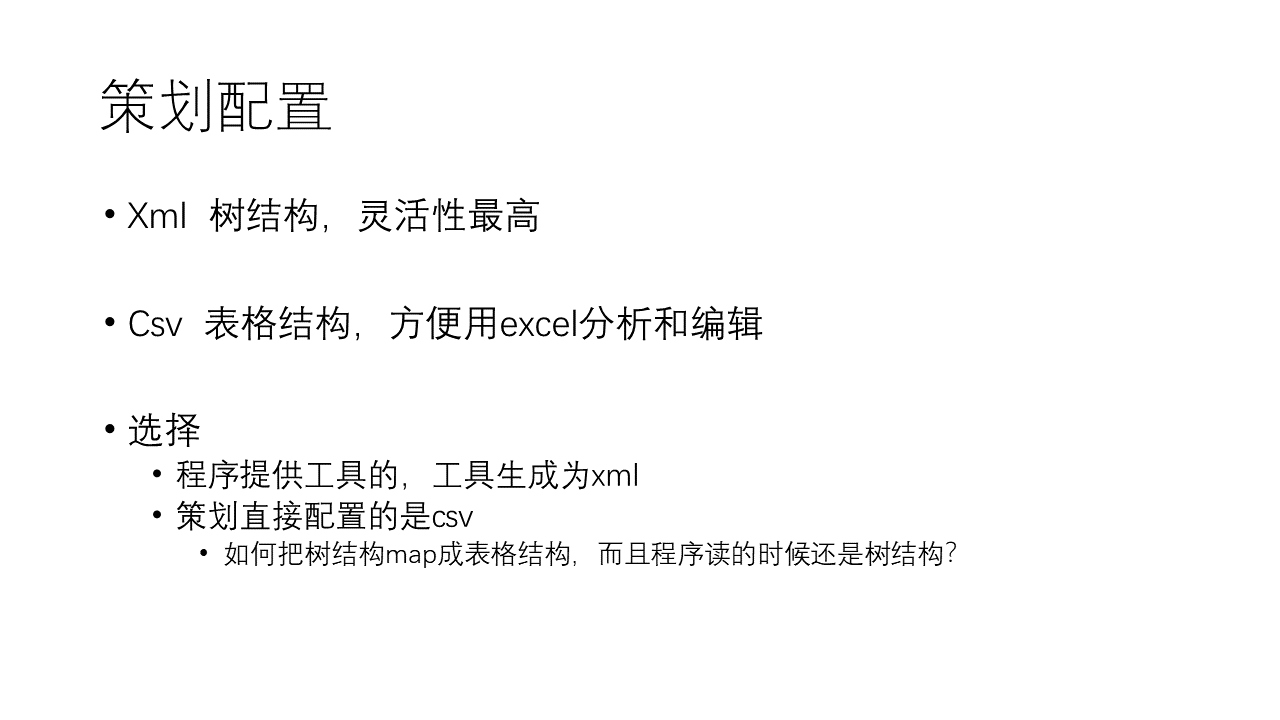 策划配置
• Xml 树结构，灵活性最高
• Csv 表格结构，方便用excel分析和编辑
• 选择
• 程序提供工具的，工具生成为xml
• 策划直接配置的是csv
• 如何把树结构map成表格结构，而且程序读的时候还是树结构？